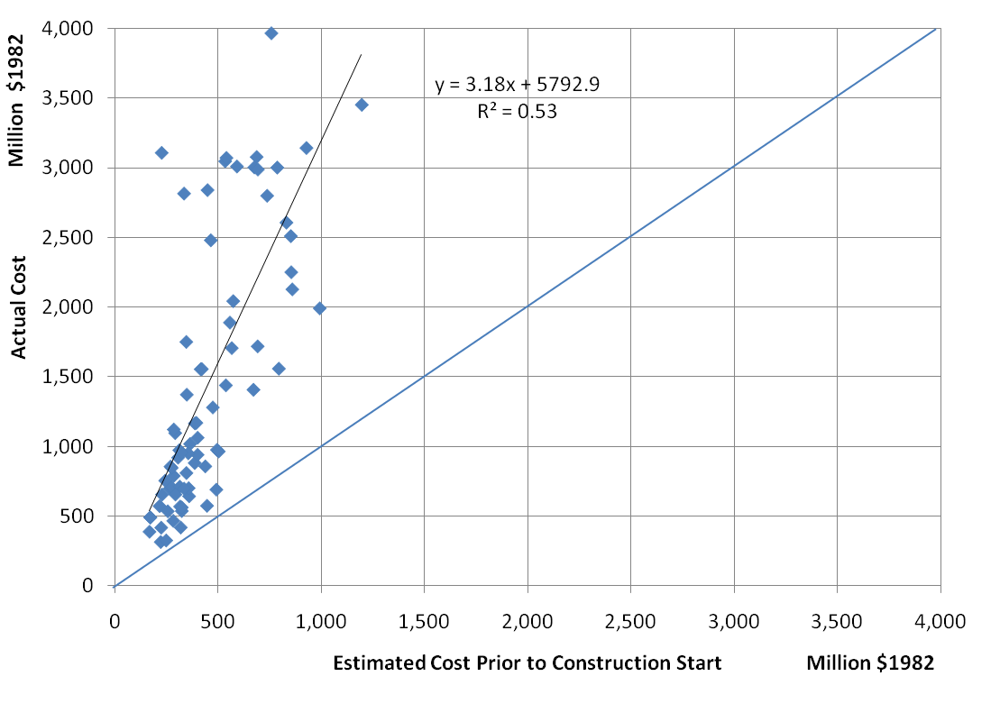 Million $1982
Actual Cost
4,000
3,500
3,000
2,500
2,000
1,500
1,000
500
0
y = 3.18x + 5792.9
R² = 0.53
0 500 1,000 1,500 2,000 2,500 3,000 3,500 4,000
Estimated Cost Prior to Construction Start Million $1982